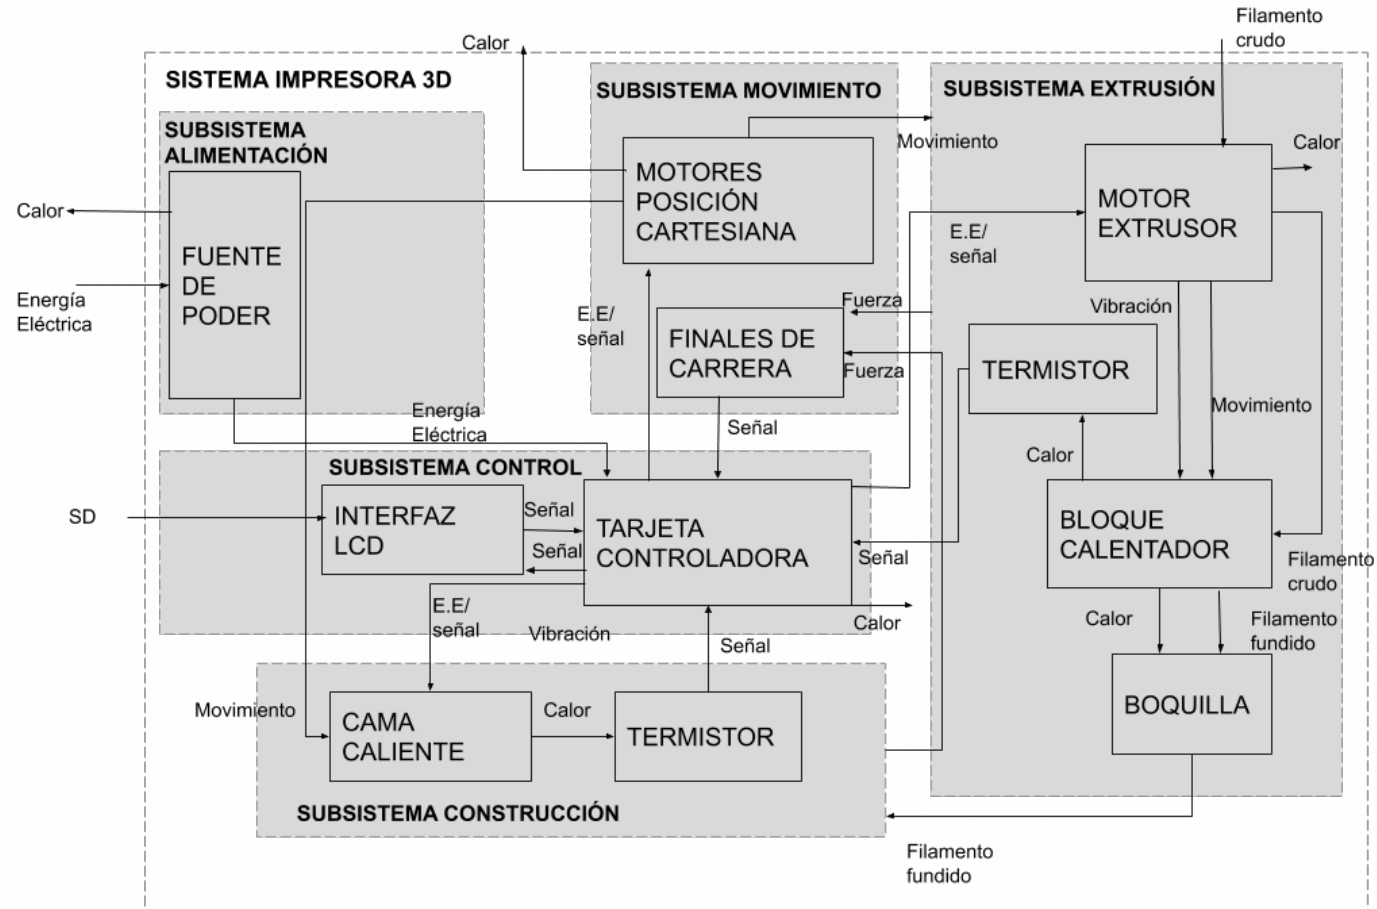 Filamento
crudo
Calor
SISTEMA IMPRESORA 3D
SUBSISTEMA MOVIMIENTO
SUBSISTEMA EXTRUSIÓN
SUBSISTEMA
ALIMENTACIÓN
Movimiento
Calor
MOTORES
POSICIÓN
CARTESIANA
MOTOR
EXTRUSOR
Calor
FUENTE
DE
PODER
E.E/
señal
Energía
Eléctrica
Fuerza
Vibración
E.E/
señal
FINALES DE
CARRERA
TERMISTOR
Fuerza
Movimiento
Energía
Eléctrica
Señal
Calor
SUBSISTEMA CONTROL
SD
INTERFAZ
LCD
Señal
Señal
TARJETA
CONTROLADORA
Señal
BLOQUE
CALENTADOR
Filamento
crudo
E.E/
señal
Vibración
Calor
Señal
Calor
Filamento
fundido
Movimiento
CAMA
CALIENTE
Calor
TERMISTOR
BOQUILLA
SUBSISTEMA CONSTRUCCIÓN
Filamento
fundido